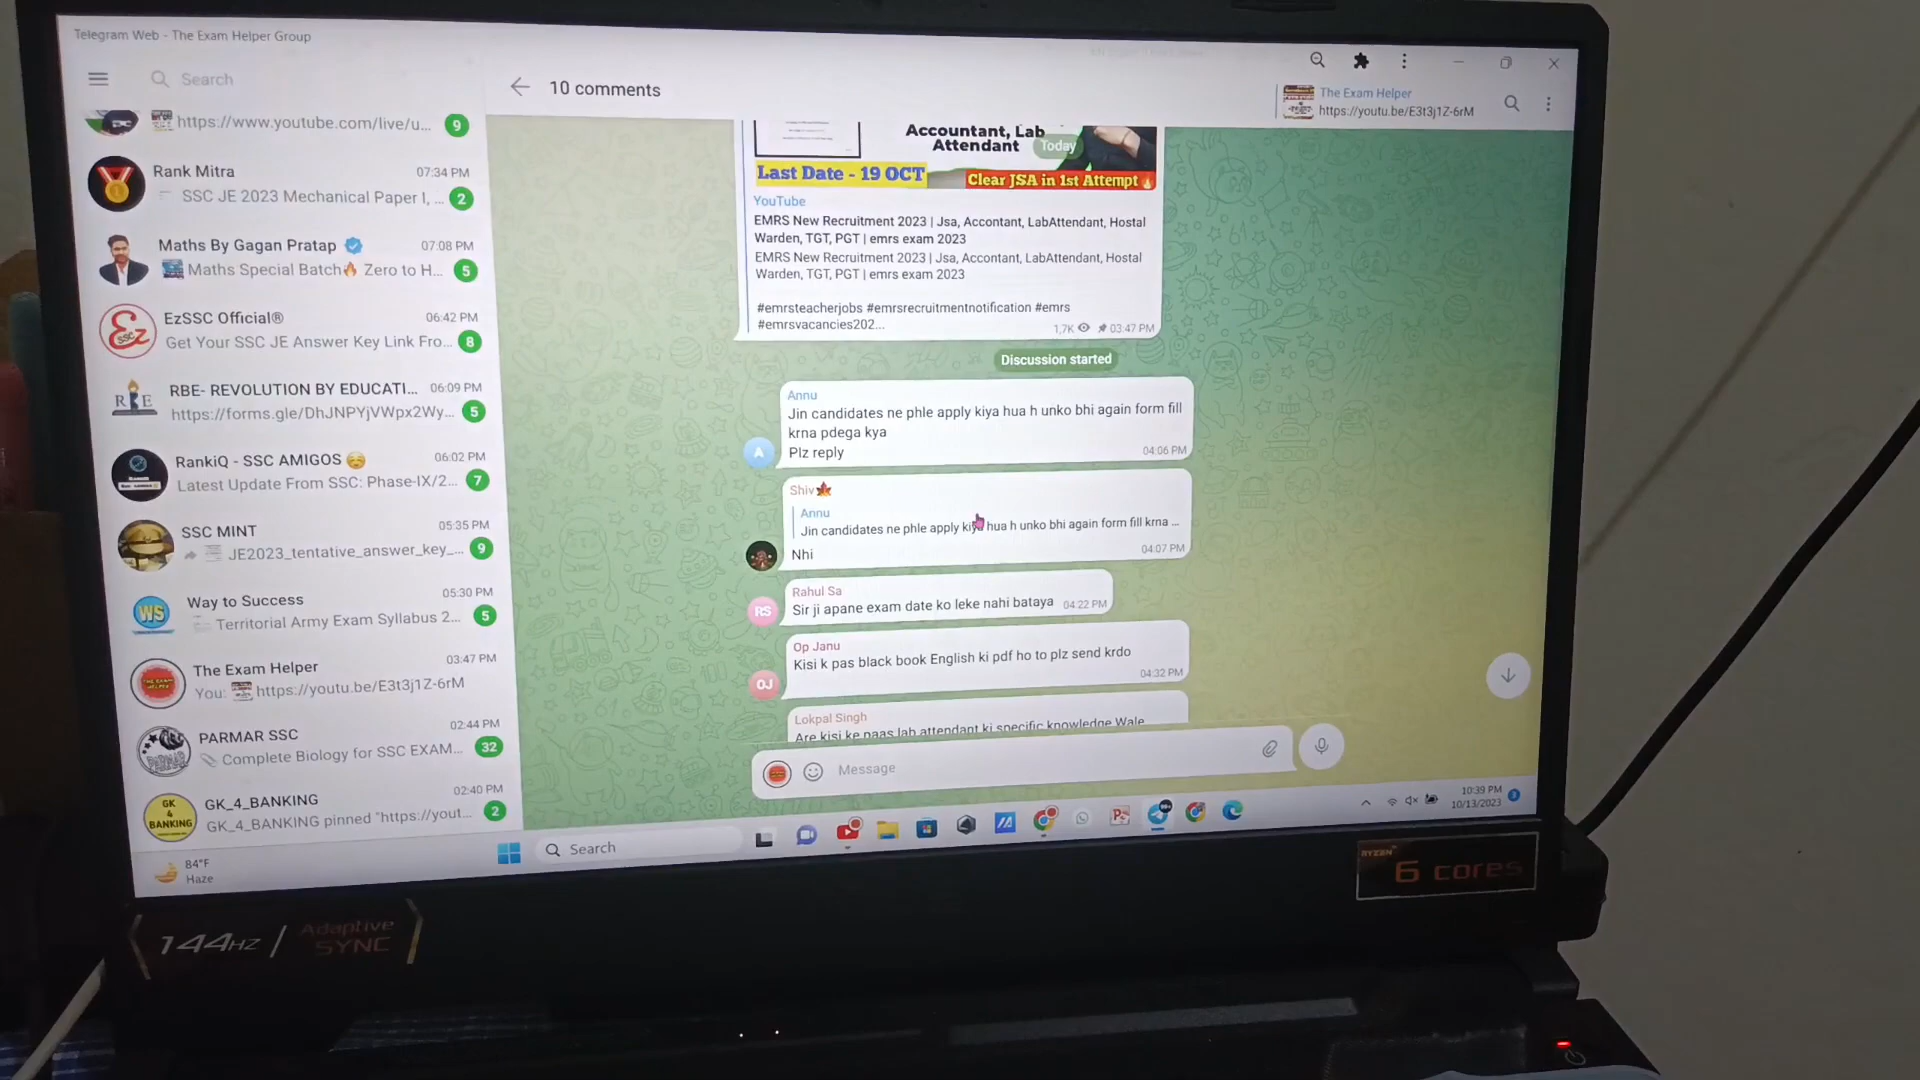 Telegram Web - The Exam Helper Group
Search
https://www.youtube.com/live/u...
9
Rank Mitra
07:34 PM
SSC JE 2023 Mechanical Paper I, ...
2
Maths By Gagan Pratap
07:08 PM
Maths Special Batch🔥 Zero to H...
5
EzSSC Official®
06:42 PM
Get Your SSC JE Answer Key Link Fro...
8
RBE- REVOLUTION BY EDUCATI...
06:09 PM
https://forms.gle/DhJNPYjVWpx2Wy...
5
RankiQ - SSC AMIGOS 😌
06:02 PM
Latest Update From SSC: Phase-IX/2...
7
SSC MINT
05:35 PM
JE2023_tentative_answer_key_...
9
Way to Success
05:30 PM
Territorial Army Exam Syllabus 2...
5
The Exam Helper
03:47 PM
You: https://youtu.be/E3t3j1Z-6rM
PARMAR SSC
02:44 PM
Complete Biology for SSC EXAM...
32
GK_4_BANKING
02:40 PM
GK_4_BANKING pinned "https://yout...
2
10 comments
The Exam Helper
https://youtu.be/E3t3j1Z-6rM
Accountant, Lab
Attendant
Today
Last Date - 19 OCT
Clear JSA in 1st Attempt🔥
YouTube
EMRS New Recruitment 2023 | Jsa, Accontant, LabAttendant, Hostal
Warden, TGT, PGT | emrs exam 2023
EMRS New Recruitment 2023 | Jsa, Accontant, LabAttendant, Hostal
Warden, TGT, PGT | emrs exam 2023
#emrsteacherjobs #emrsrecruitmentnotification #emrs
#emrsvacancies202...
1,7K
03:47 PM
Discussion started
Annu
Jin candidates ne phle apply kiya hua h unko bhi again form fill
krna pdega kya
Plz reply
04:06 PM
A
Shiv🍁
Annu
Jin candidates ne phle apply kiya hua h unko bhi again form fill krna ...
Nhi
04:07 PM
Rahul Sa
Sir ji apane exam date ko leke nahi bataya
04:22 PM
RS
Op Janu
Kisi k pas black book English ki pdf ho to plz send krdo
04:32 PM
OJ
Lokpal Singh
Are kisi ke paas lab attendant ki specific knowledge Wale
Message
84°F
Haze
Search
10:39 PM
10/13/2023
RYZEN
6 cores
144HZ / Adaptive
SYNC